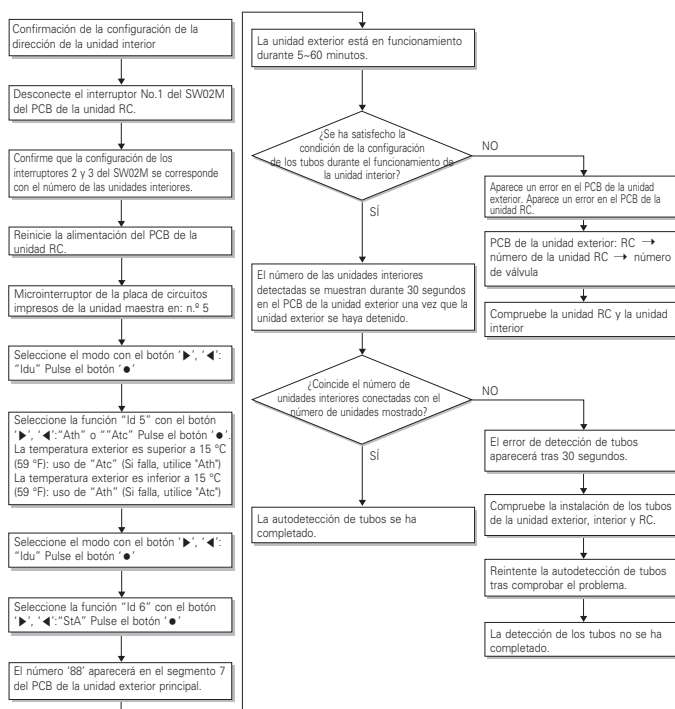 Confirmación de la configuración de la
dirección de la unidad interior
Desconecte el interruptor No.1 del SW02M
del PCB de la unidad RC.
Confirme que la configuración de los
interruptores 2 y 3 del SW02M se corresponde
con el número de las unidades interiores.
Reinicie la alimentación del PCB de la
unidad RC.
Microinterruptor de la placa de circuitos
impresos de la unidad maestra en: n.º 5
Seleccione el modo con el botón ‘▶’, ‘◀’:
“Idu” Pulse el botón ‘●’
Seleccione la función “Id 5” con el botón
‘▶’, ‘◀’:“Ath” o “"Atc” Pulse el botón ‘●’.
La temperatura exterior es superior a 15 °C
(59 °F): uso de “Atc” (Si falla, utilice "Ath")
La temperatura exterior es inferior a 15 °C
(59 °F): uso de “Ath” (Si falla, utilice "Atc")
Seleccione el modo con el botón ‘▶’, ‘◀’:
“Idu” Pulse el botón ‘●’
Seleccione la función “Id 6” con el botón
‘▶’, ‘◀’:“StA” Pulse el botón ‘●’
El número ‘88’ aparecerá en el segmento 7
del PCB de la unidad exterior principal.
La unidad exterior está en funcionamiento
durante 5~60 minutos.
¿Se ha satisfecho la
condición de la configuración
de los tubos durante el funcionamiento de
la unidad interior?
NO
SÍ
Aparece un error en el PCB de la unidad
exterior. Aparece un error en el PCB de la
unidad RC.
PCB de la unidad exterior: RC →
número de la unidad RC → número
de válvula
Compruebe la unidad RC y la unidad
interior
El número de las unidades interiores
detectadas se muestran durante 30 segundos
en el PCB de la unidad exterior una vez que la
unidad exterior se haya detenido.
¿Coincide el número de
unidades interiores conectadas con el
número de unidades mostrado?
NO
SÍ
La autodetección de tubos se ha
completado.
El error de detección de tubos
aparecerá tras 30 segundos.
Compruebe la instalación de los tubos
de la unidad exterior, interior y RC.
Reintente la autodetección de tubos
tras comprobar el problema.
La detección de los tubos no se ha
completado.